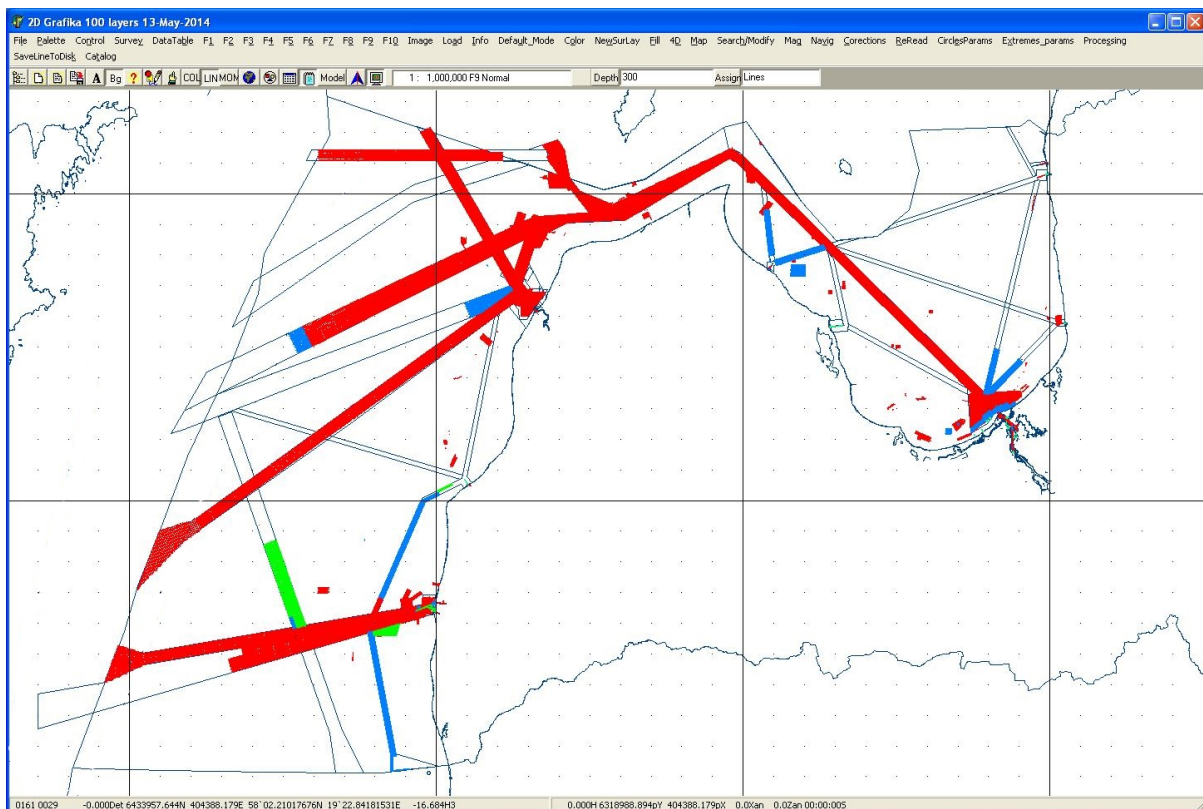 2D Grafika 100 layers 13-May-2014
File Palette Control Survey DataTable F1 F2 F3 F4 F5 F6 F7 F8 F9 F10 Image Load Info Default_Mode Color NewSurLay Fill 4D Map Search/Modify Mag Navig Corections ReRead CirclesParams Extremes_params Processing
SaveLineToDisk Catalog
A Bg ? COL LIN MON Model 1 : 1,000,000 F9 Normal Depth 300 Assign Lines
0161 0029 -0.000Det 6433957.644N 404388.179E 58°02.21017676N 19°22.84181531E -16.684H3 0.000H 6318988.894pY 404388.179pX 0.0Xan 0.0Zan 00:00:00S